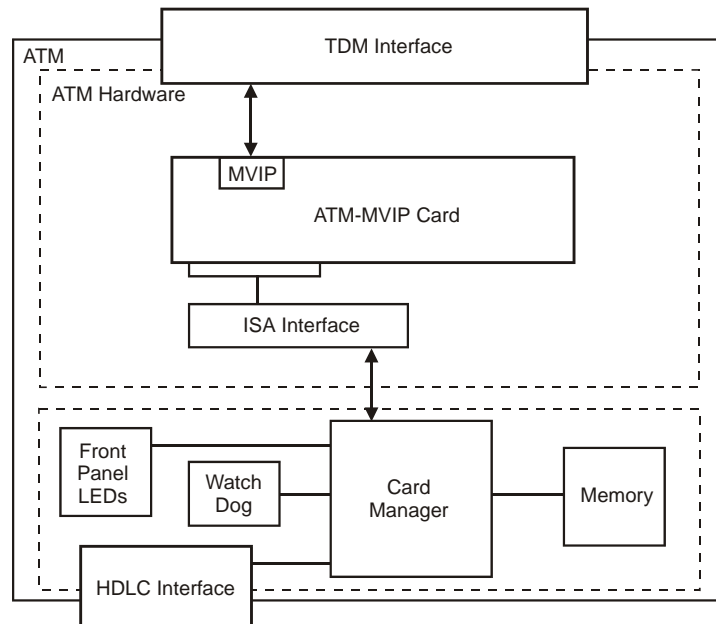 TDM Interface
ATM
ATM Hardware
MVIP
ATM-MVIP Card
ISA Interface
Front
Panel
LEDs
Watch
Dog
Card
Manager
Memory
HDLC Interface